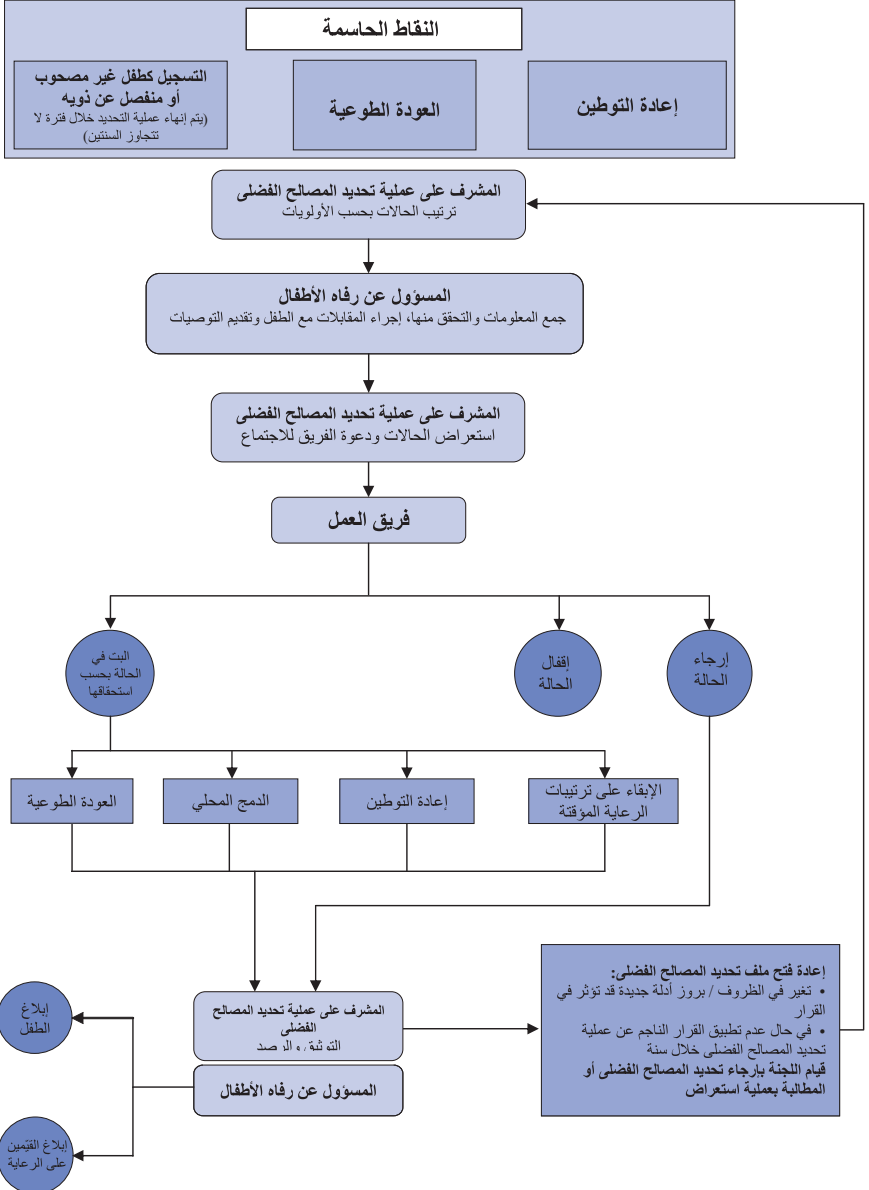 النقاط الحاسمة
إعادة التوطين
العودة الطوعية
التسجيل كطفل غير مصحوب
أو منفصل عن ذويه
(يتم إنهاء عملية التحديد خلال فترة لا
تتجاوز السنتين)
المشرف على عملية تحديد المصالح الفضلى
ترتيب الحالات بحسب الأولويات
المسؤول عن رفاه الأطفال
جمع المعلومات والتحقق منها، إجراء المقابلات مع الطفل وتقديم التوصيات
المشرف على عملية تحديد المصالح الفضلى
استعراض الحالات ودعوة الفريق للاجتماع
فريق العمل
إرجاء
الحالة
إقفال
الحالة
البت في
الحالة بحسب
استحقاقها
الإبقاء على ترتيبات
الرعاية المؤقتة
إعادة التوطين
الدمج المحلي
العودة الطوعية
إعادة فتح ملف تحديد المصالح الفضلى:
• تغير في الظروف / بروز أدلة جديدة قد تؤثر في
القرار
• في حال عدم تطبيق القرار الناجم عن عملية
تحديد المصالح الفضلى خلال سنة
قيام اللجنة بإرجاء تحديد المصالح الفضلى أو
المطالبة بعملية استعراض
المشرف على عملية تحديد المصالح
الفضلى
التوثيق والرصد
المسؤول عن رفاه الأطفال
إبلاغ
الطفل
إبلاغ القيّمين
على الرعاية